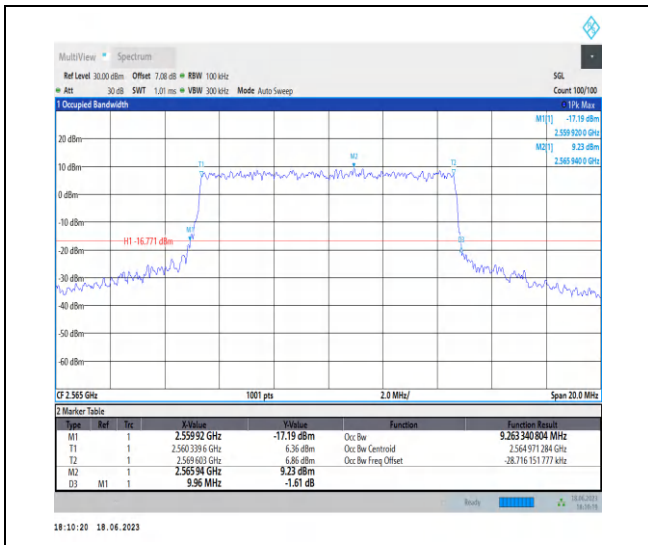 MultiView Spectrum
Ref Level 30.00 dBm Offset 7.08 dB RBW 100 kHz SGL
Att 30 dB SWT 1.01 ms VBW 300 kHz Mode Auto Sweep Count 100/100
1 Occupied Bandwidth 1Pk Max
M1[1] -17.19 dBm
2.559 920 0 GHz
M2[1] 9.23 dBm
2.565 940 0 GHz
20 dBm
M2
T1 T2
10 dBm
0 dBm
-10 dBm
M1
H1 -16.771 dBm
D3
-20 dBm
-30 dBm
-40 dBm
-50 dBm
-60 dBm
CF 2.565 GHz 1001 pts 2.0 MHz/ Span 20.0 MHz
2 Marker Table
Type Ref Trc X-Value Y-Value Function Function Result
M1 1 2.55992 GHz -17.19 dBm Occ Bw 9.263 340 804 MHz
T1 1 2.560 339 6 GHz 6.36 dBm Occ Bw Centroid 2.564 971 284 GHz
T2 1 2.569 603 GHz 6.86 dBm Occ Bw Freq Offset -28.716 151 777 kHz
M2 1 2.56594 GHz 9.23 dBm
D3 M1 1 9.96 MHz -1.61 dB
Ready 18.06.2023
18:10:19
18:10:20 18.06.2023